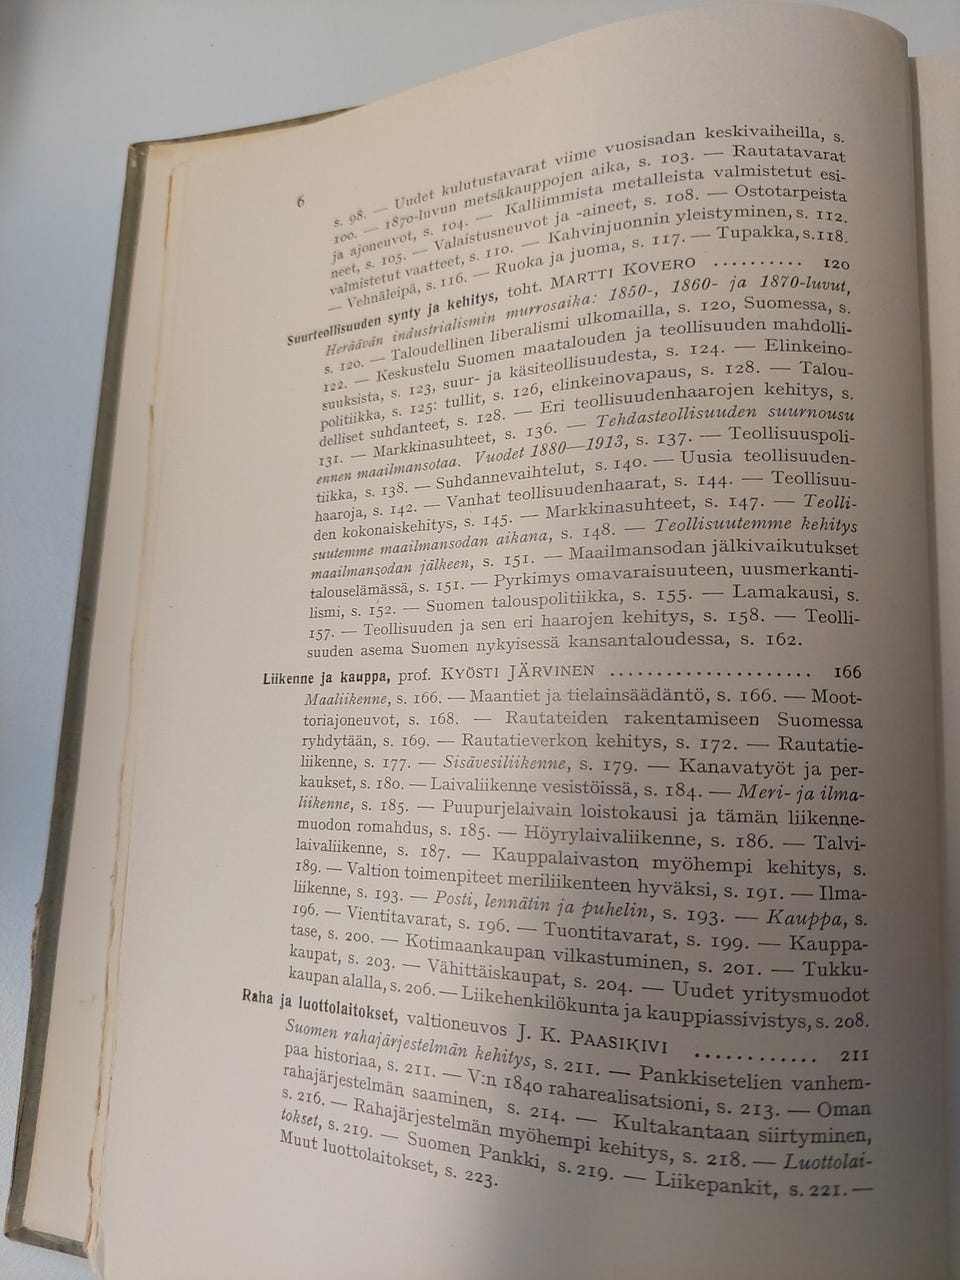 6
s. 98. — Uudet kulutustavarat viime vuosisadan keskivaiheilla, s.
100. — 1870-luvun metsäkauppojen aika, s. 103. — Rautatavarat
ja ajoneuvot, s. 104. — Kalliimmista metalleista valmistetut esi-
neet, s. 105. — Valaistusneuvot ja -aineet, s. 108. — Ostotarpeista
valmistetut vaatteet, s. 110. — Kahvinjuonnin yleistyminen, s. 112.
— Vehnäleipä, s. 116. — Ruoka ja juoma, s. 117. — Tupakka, s. 118.
Suurteollisuuden synty ja kehitys, toht. MARTTI KOVERO .......... 120
Heräävän industrialismin murrosaika: 1850-, 1860- ja 1870-luvut,
s. 120. — Taloudellinen liberalismi ulkomailla, s. 120, Suomessa, s.
122. — Keskustelu Suomen maatalouden ja teollisuuden mahdolli-
suuksista, s. 123, suur- ja käsiteollisuudesta, s. 124. — Elinkeino-
politiikka, s. 125: tullit, s. 126, elinkeinovapaus, s. 128. — Talou-
delliset suhdanteet, s. 128. — Eri teollisuudenhaarojen kehitys, s.
131. — Markkinasuhteet, s. 136. — Tehdasteollisuuden suurnousu
ennen maailmansotaa. Vuodet 1880—1913, s. 137. — Teollisuuspoli-
tiikka, s. 138. — Suhdannevaihtelut, s. 140. — Uusia teollisuuden-
haaroja, s. 142. — Vanhat teollisuudenhaarat, s. 144. — Teollisuu-
den kokonaiskehitys, s. 145. — Markkinasuhteet, s. 147. — Teolli-
suutemme maailmansodan aikana, s. 148. — Teollisuutemme kehitys
maailmansodan jälkeen, s. 151. — Maailmansodan jälkivaikutukset
talouselämässä, s. 151. — Pyrkimys omavaraisuuteen, uusmerkanti-
lismi, s. 152. — Suomen talouspolitiikka, s. 155. — Lamakausi, s.
157. — Teollisuuden ja sen eri haarojen kehitys, s. 158. — Teolli-
suuden asema Suomen nykyisessä kansantaloudessa, s. 162.
Liikenne ja kauppa, prof. KYÖSTI JÄRVINEN ..................... 166
Maaliikenne, s. 166. — Maantiet ja tielainsäädäntö, s. 166. — Moot-
toriajoneuvot, s. 168. — Rautateiden rakentamiseen Suomessa
ryhdytään, s. 169. — Rautatieverkon kehitys, s. 172. — Rautatie-
liikenne, s. 177. — Sisävesiliikenne, s. 179. — Kanavatyöt ja per-
kaukset, s. 180. — Laivaliikenne vesistöissä, s. 184. — Meri- ja ilma-
liikenne, s. 185. — Puupurjelaivain loistokausi ja tämän liikenne-
muodon romahdus, s. 185. — Höyrylaivaliikenne, s. 186. — Talvi-
laivaliikenne, s. 187. — Kauppalaivaston myöhempi kehitys, s.
189. — Valtion toimenpiteet meriliikenteen hyväksi, s. 191. — Ilma-
liikenne, s. 193. — Posti, lennätin ja puhelin, s. 193. — Kauppa, s.
196. — Vientitavarat, s. 196. — Tuontitavarat, s. 199. — Kauppa-
tase, s. 200. — Kotimaankaupan vilkastuminen, s. 201. — Tukku-
kaupat, s. 203. — Vähittäiskaupat, s. 204. — Uudet yritysmuodot
kaupan alalla, s. 206. — Liikehenkilökunta ja kauppiassivistys, s. 208.
Raha ja luottolaitokset, valtioneuvos J. K. PAASIKIVI ............ 211
Suomen rahajärjestelmän kehitys, s. 211. — Pankkisetelien vanhem-
paa historiaa, s. 211. — V:n 1840 raharealisatsioni, s. 213. — Oman
rahajärjestelmän saaminen, s. 214. — Kultakantaan siirtyminen,
s. 216. — Rahajärjestelmän myöhempi kehitys, s. 218. — Luottolai-
tokset, s. 219. — Suomen Pankki, s. 219. — Liikepankit, s. 221. —
Muut luottolaitokset, s. 223.